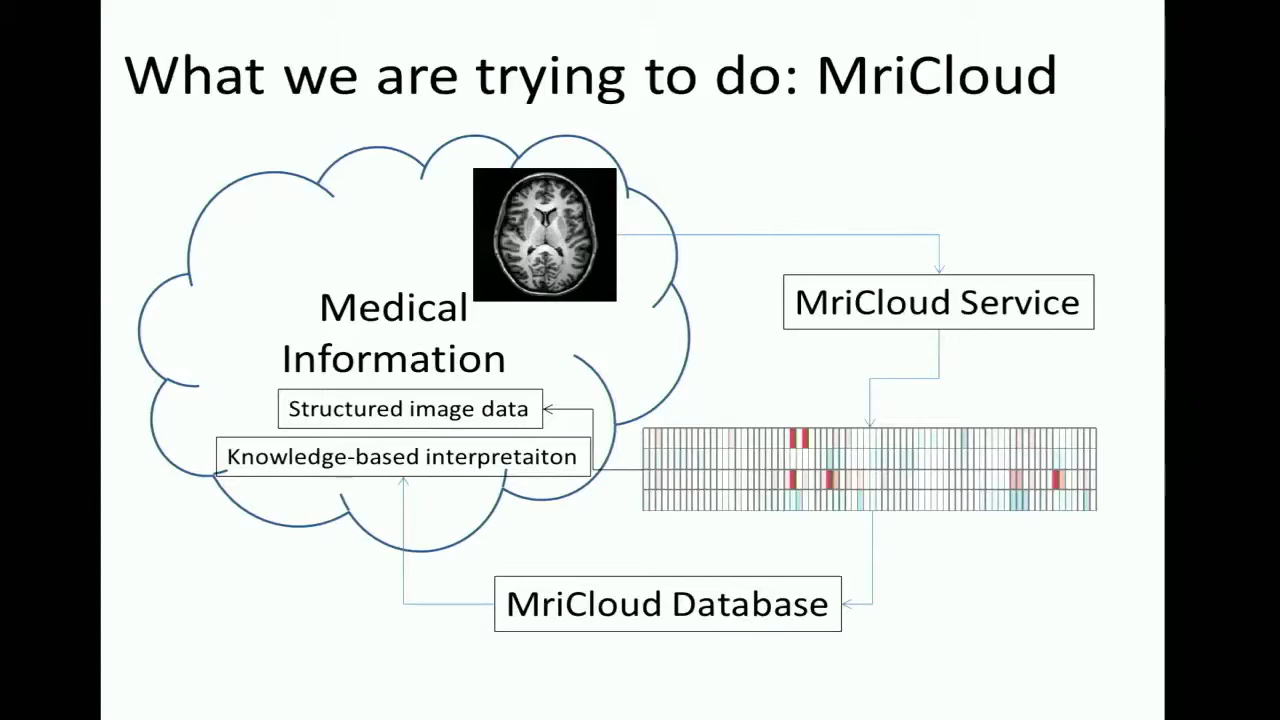 What we are trying to do: MriCloud
Medical
Information
MriCloud Service
Structured image data
Knowledge-based interpretaiton
MriCloud Database